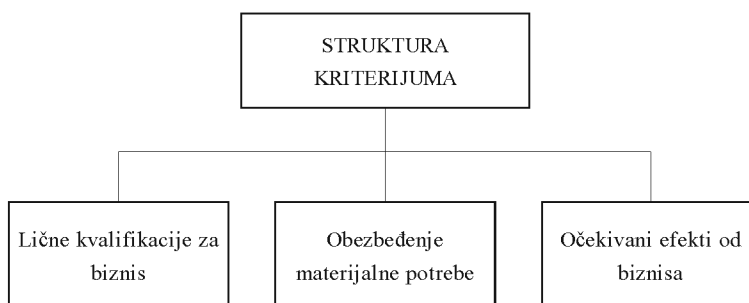 STRUKTURA
KRITERIJUMA
Lične kvalifikacije za
biznis
Obezbeđenje
materijalne potrebe
Očekivani efekti od
biznisa